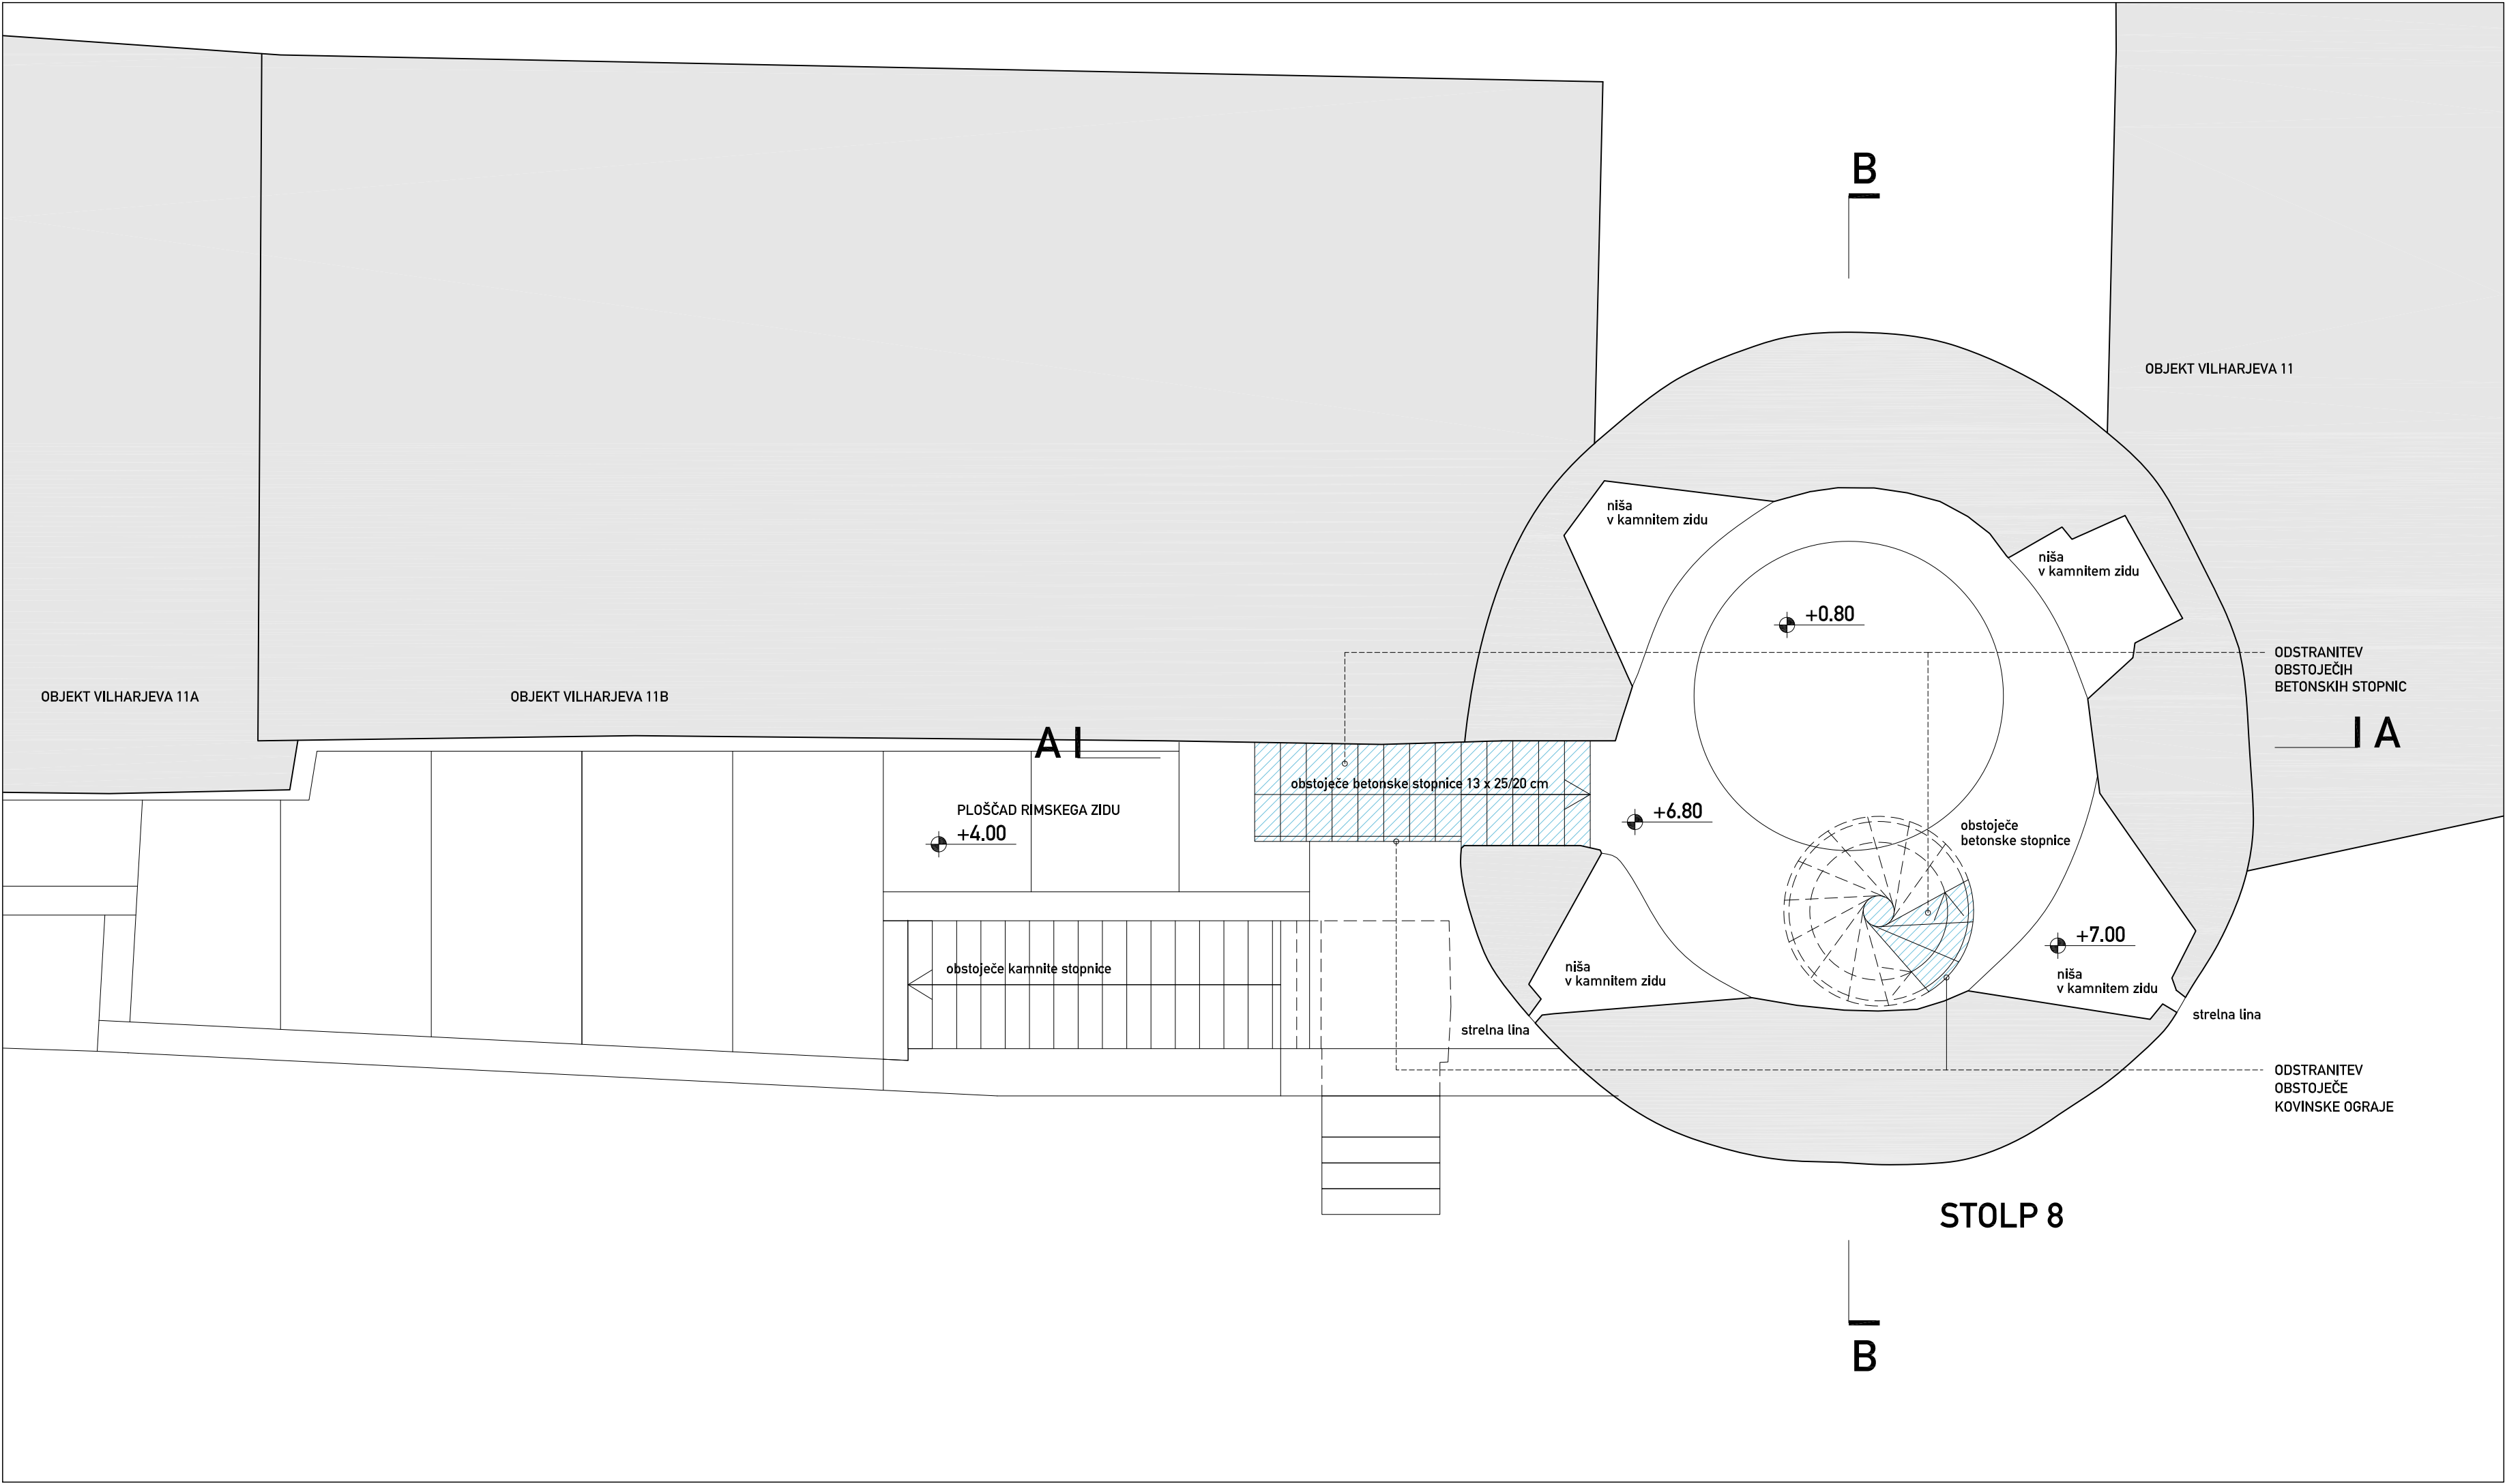 B
OBJEKT VILHARJEVA 11
niša
v kamnitem zidu
niša
v kamnitem zidu
+0.80
ODSTRANITEV
OBSTOJEČIH
BETONSKIH STOPNIC
OBJEKT VILHARJEVA 11A
OBJEKT VILHARJEVA 11B
A
A
obstoječe betonske stopnice 13 x 25/20 cm
PLOŠČAD RIMSKEGA ZIDU
+4.00
+6.80
obstoječe
betonske stopnice
+7.00
niša
v kamnitem zidu
obstoječe kamnite stopnice
niša
v kamnitem zidu
strelna lina
strelna lina
ODSTRANITEV
OBSTOJEČE
KOVINSKE OGRAJE
STOLP 8
B